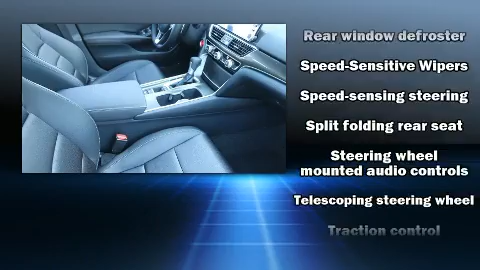 Rear window defroster
Speed-Sensitive Wipers
Speed-sensing steering
Split folding rear seat
Steering wheel
mounted audio controls
Telescoping steering wheel
Traction control